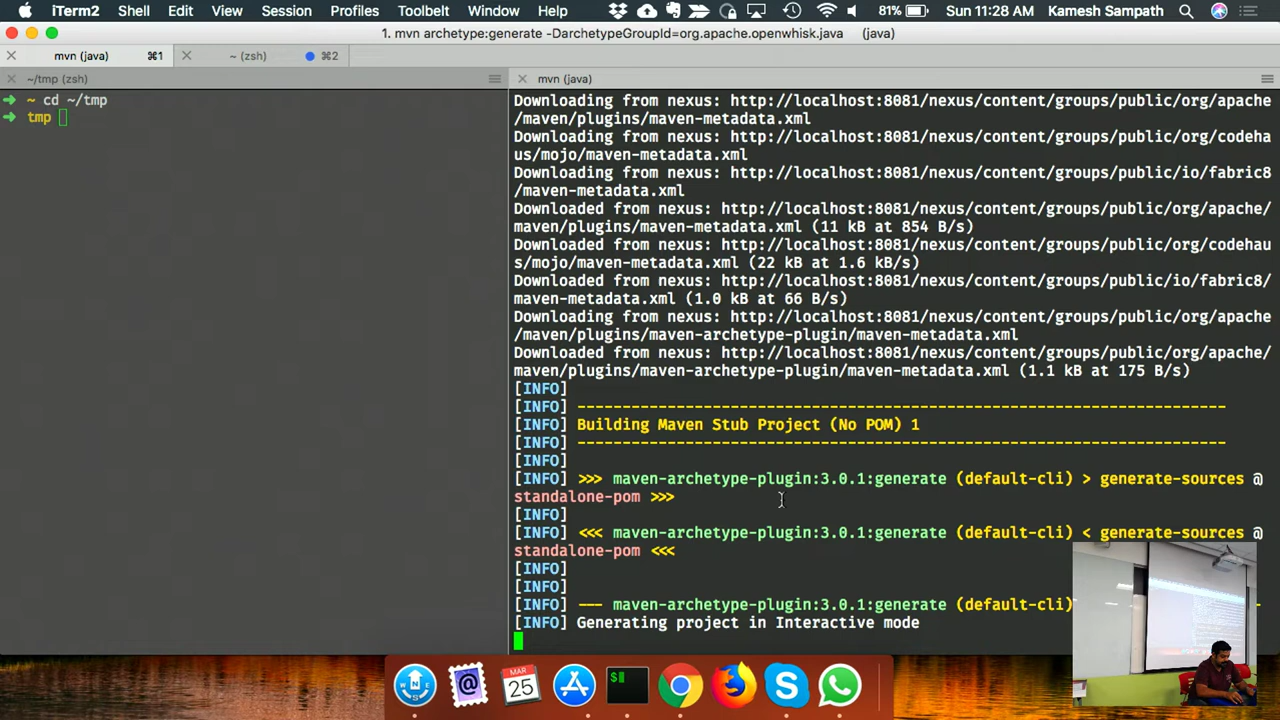 iTerm2 Shell Edit View Session Profiles Toolbelt Window Help 81% Sun 11:28 AM Kamesh Sampath
1. mvn archetype:generate -DarchetypeGroupId=org.apache.openwhisk.java (java)
mvn (java) ⌘1 ~ (zsh) ⌘2
~/tmp (zsh)
➜ ~ cd ~/tmp
➜ tmp
mvn (java)
Downloading from nexus: http://localhost:8081/nexus/content/groups/public/org/apache
/maven/plugins/maven-metadata.xml
Downloading from nexus: http://localhost:8081/nexus/content/groups/public/org/codeha
us/mojo/maven-metadata.xml
Downloading from nexus: http://localhost:8081/nexus/content/groups/public/io/fabric8
/maven-metadata.xml
Downloaded from nexus: http://localhost:8081/nexus/content/groups/public/org/apache/
maven/plugins/maven-metadata.xml (11 kB at 854 B/s)
Downloaded from nexus: http://localhost:8081/nexus/content/groups/public/org/codehau
s/mojo/maven-metadata.xml (22 kB at 1.6 kB/s)
Downloaded from nexus: http://localhost:8081/nexus/content/groups/public/io/fabric8/
maven-metadata.xml (1.0 kB at 66 B/s)
Downloading from nexus: http://localhost:8081/nexus/content/groups/public/org/apache
/maven/plugins/maven-archetype-plugin/maven-metadata.xml
Downloaded from nexus: http://localhost:8081/nexus/content/groups/public/org/apache/
maven/plugins/maven-archetype-plugin/maven-metadata.xml (1.1 kB at 175 B/s)
[INFO]
[INFO] ------------------------------------------------------------------------
[INFO] Building Maven Stub Project (No POM) 1
[INFO] ------------------------------------------------------------------------
[INFO]
[INFO] >>> maven-archetype-plugin:3.0.1:generate (default-cli) > generate-sources @
standalone-pom >>>
[INFO]
[INFO] <<< maven-archetype-plugin:3.0.1:generate (default-cli) < generate-sources @
standalone-pom <<<
[INFO]
[INFO]
[INFO] --- maven-archetype-plugin:3.0.1:generate (default-cli)
[INFO] Generating project in Interactive mode
MAR
25